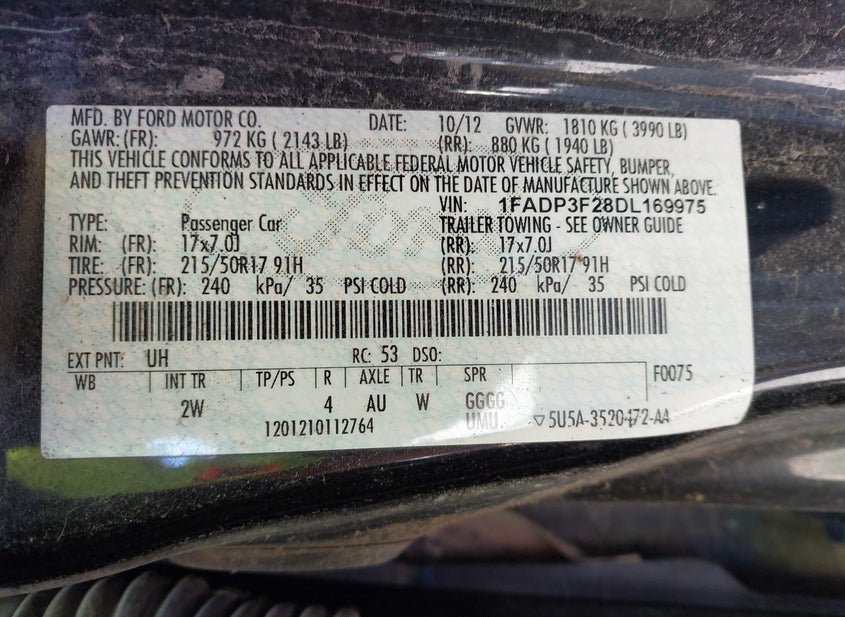 MFD. BY FORD MOTOR CO. DATE: 10/12 GVWR: 1810 KG ( 3990 LB)
GAWR: (FR): 972 KG ( 2143 LB) (RR): 880 KG ( 1940 LB)
THIS VEHICLE CONFORMS TO ALL APPLICABLE FEDERAL MOTOR VEHICLE SAFETY, BUMPER,
AND THEFT PREVENTION STANDARDS IN EFFECT ON THE DATE OF MANUFACTURE SHOWN ABOVE.
VIN: 1FADP3F28DL169975
TYPE: Passenger Car TRAILER TOWING - SEE OWNER GUIDE
RIM: (FR): 17x7.0J (RR): 17x7.0J
TIRE: (FR): 215/50R17 91H (RR): 215/50R17 91H
PRESSURE: (FR): 240 kPa/ 35 PSI COLD (RR): 240 kPa/ 35 PSI COLD
EXT PNT: UH RC: 53 DSO:
WB INT TR TP/PS R AXLE TR SPR F0075
2W 4 AU W GGGG
1201210112764 UMU ▽5U5A-3520472-AA